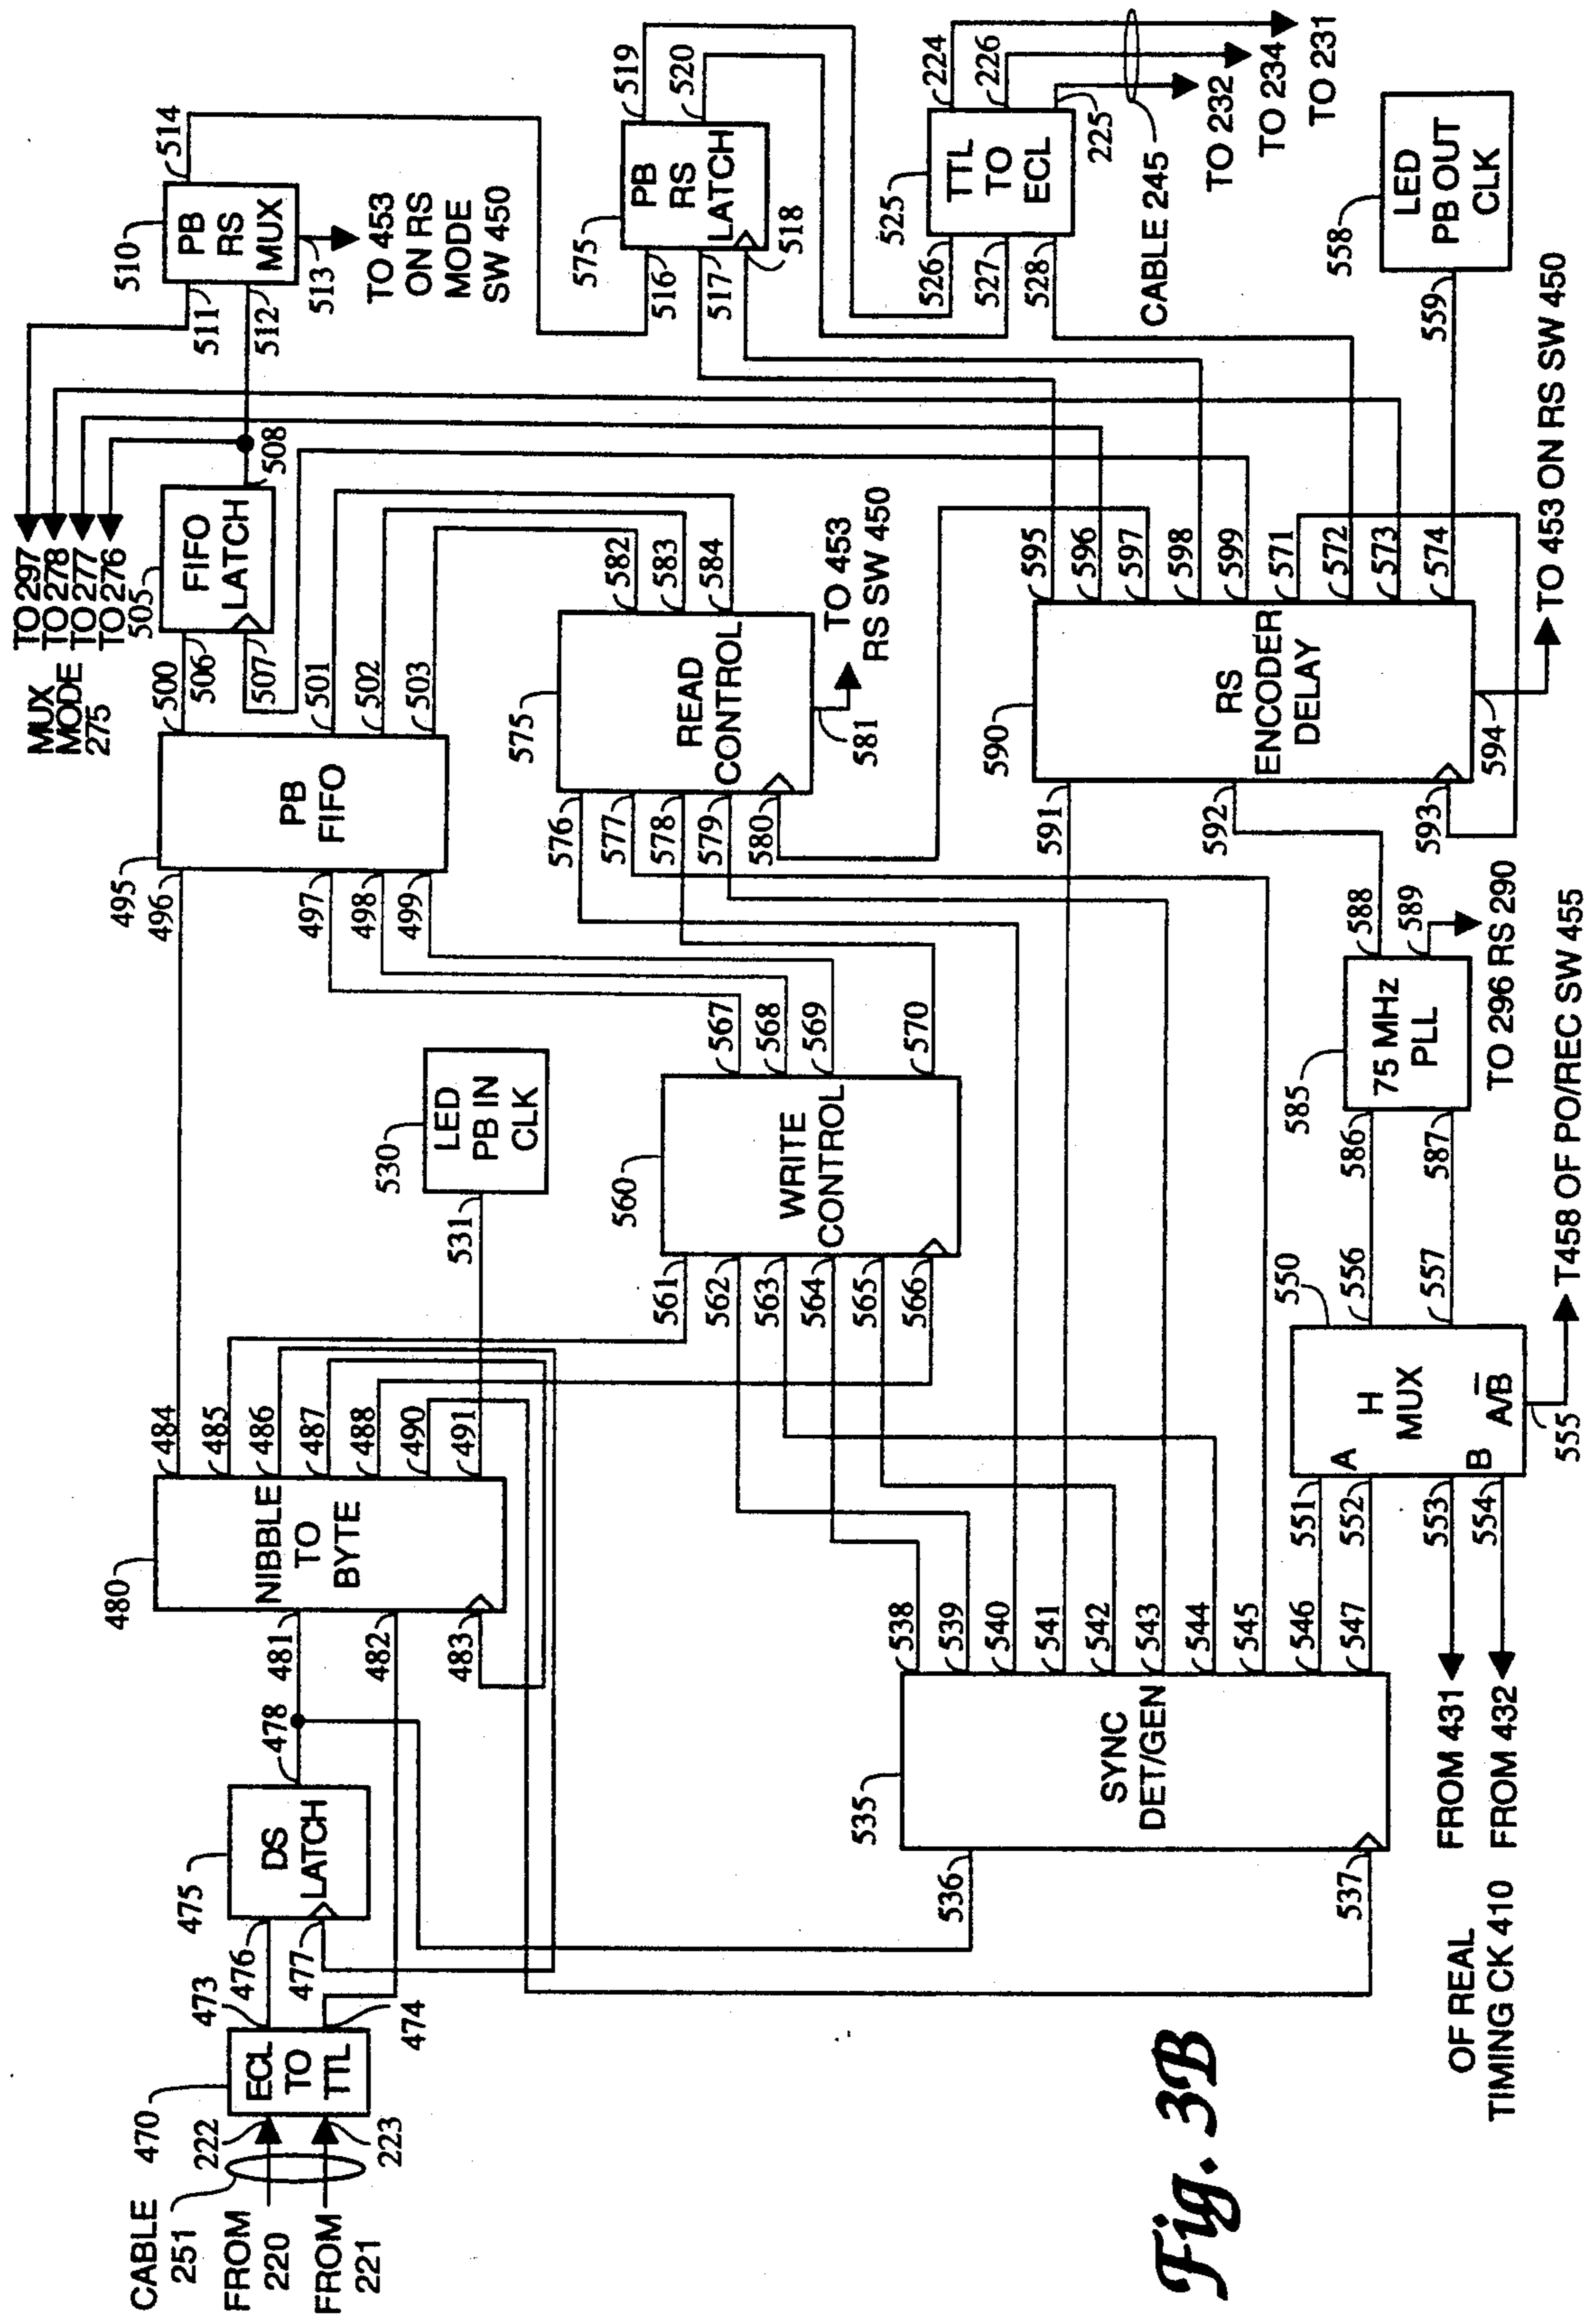 CABLE
251
FROM
220
FROM
221
222
223
470
ECL
TO
TTL
473
474
476
477
475
DS
LATCH
478
481
482
483
480
NIBBLE
TO
BYTE
484
485
486
487
488
490
491
531
530
LED
PB IN
CLK
495
496
497
498
499
PB
FIFO
500
501
502
503
505
506
507
FIFO
LATCH
508
MUX
MODE
275
TO 297
TO 278
TO 277
TO 276
510
511
512
PB
RS
MUX
513
514
TO 453
ON RS
MODE
SW 450
575
516
517
518
PB
RS
LATCH
519
520
525
526
527
528
TTL
TO
ECL
224
226
225
CABLE 245
TO 232
TO 234
TO 231
558
559
LED
PB OUT
CLK
560
561
562
563
564
565
566
WRITE
CONTROL
567
568
569
570
575
576
577
578
579
580
READ
CONTROL
581
582
583
584
TO 453
RS SW 450
590
591
592
593
RS
ENCODER
DELAY
594
595
596
597
598
599
571
572
573
574
TO 453 ON RS SW 450
535
536
537
SYNC
DET/GEN
538
539
540
541
542
543
544
545
546
547
550
551
552
553
554
A
B
H
MUX
A/B̅
555
556
557
T458 OF PO/REC SW 455
585
586
587
75 MHz
PLL
588
589
TO 296 RS 290
FROM 431
FROM 432
OF REAL
TIMING CK 410
Fig. 3B